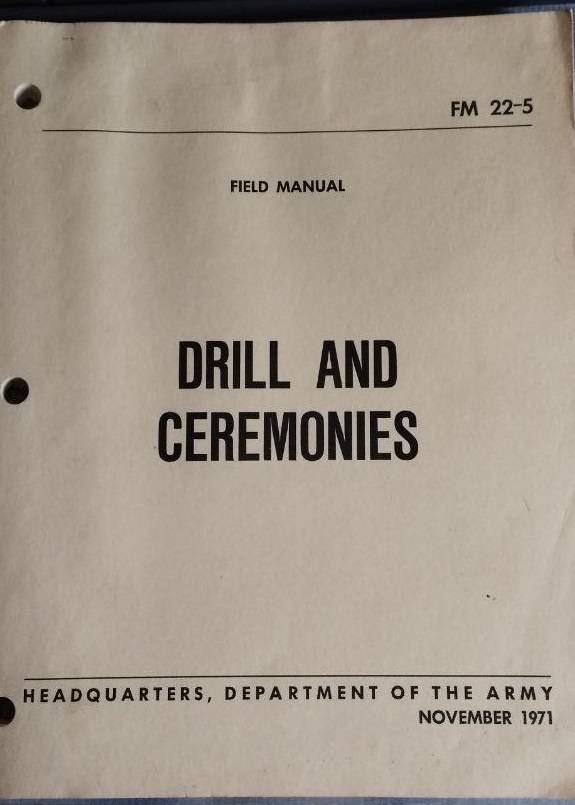 FM 22-5
FIELD MANUAL
DRILL AND
CEREMONIES
HEADQUARTERS, DEPARTMENT OF THE ARMY
NOVEMBER 1971